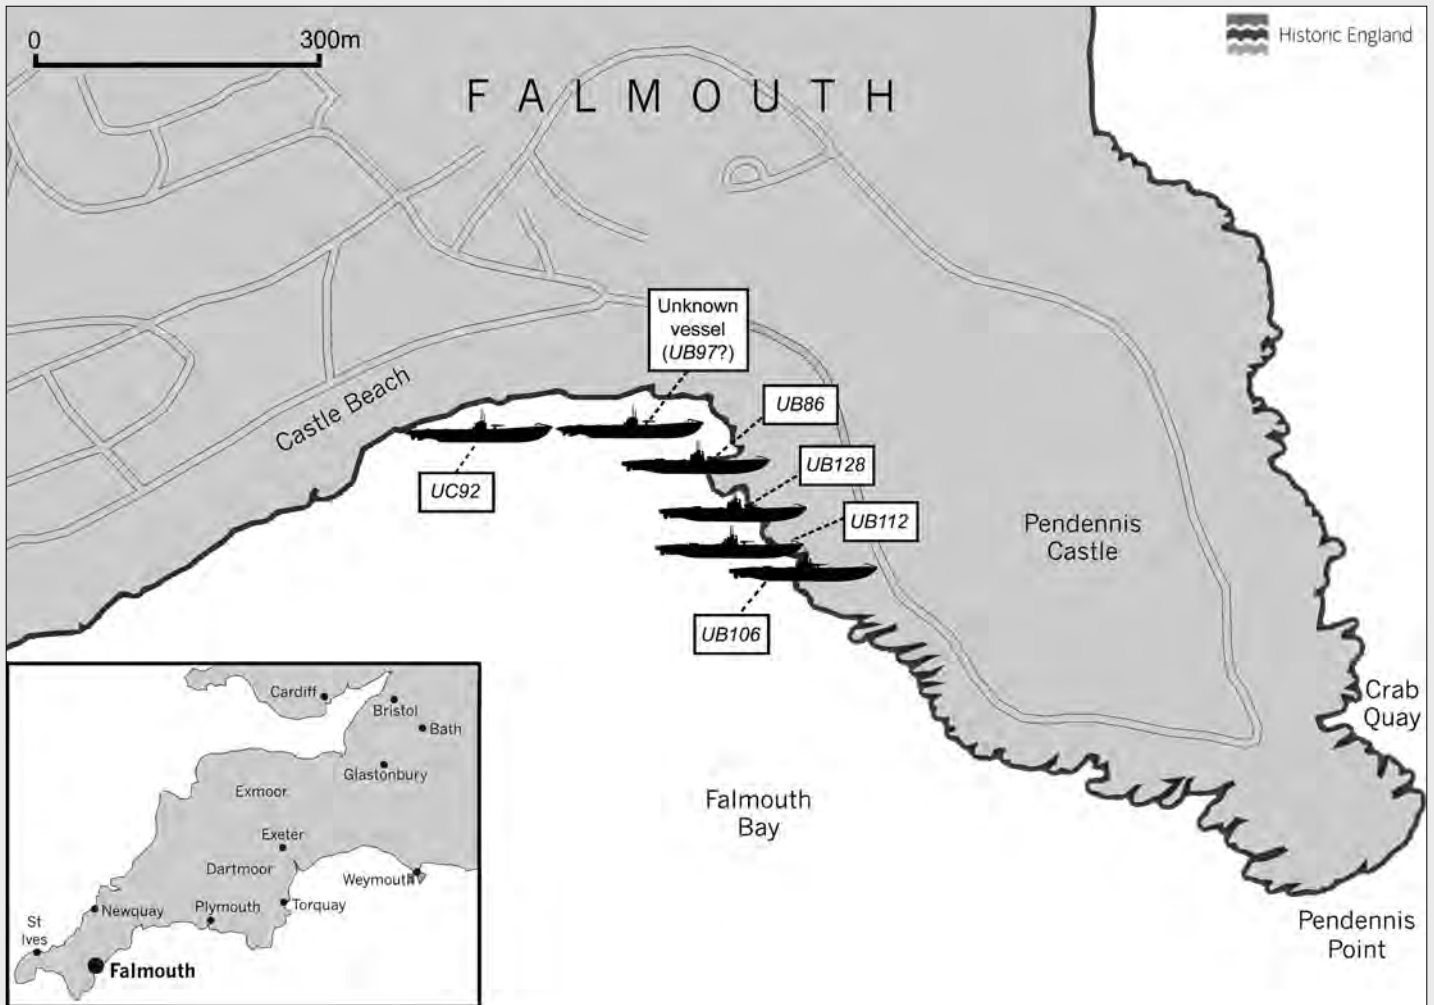 0
300m
Historic England
FALMOUTH
Unknown
vessel
(UB97?)
UB86
Castle Beach
UB128
UC92
UB112
Pendennis
Castle
UB106
Crab
Quay
Falmouth
Bay
Pendennis
Point
Cardiff
Bristol
Bath
Glastonbury
Exmoor
Exeter
Dartmoor
Weymouth
Torquay
Plymouth
Newquay
St
Ives
Falmouth